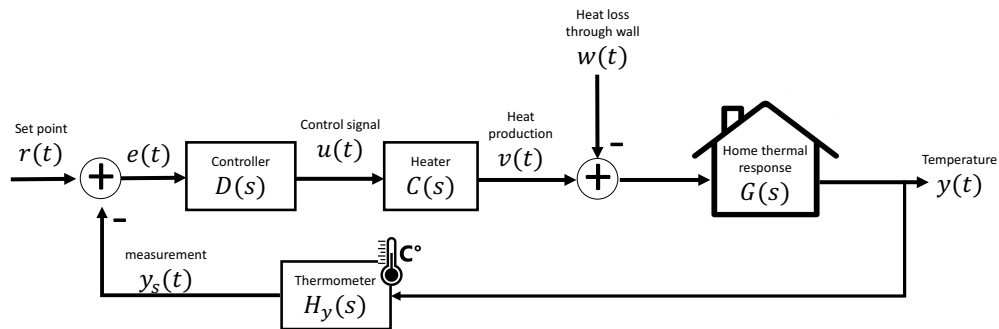 Heat loss
through wall
w(t)
Set point
r(t)
e(t)
Controller
D(s)
Control signal
u(t)
Heater
C(s)
Heat
production
v(t)
Home thermal
response
G(s)
Temperature
y(t)
+
+
−
−
measurement
y_s(t)
Thermometer
H_y(s)
C°